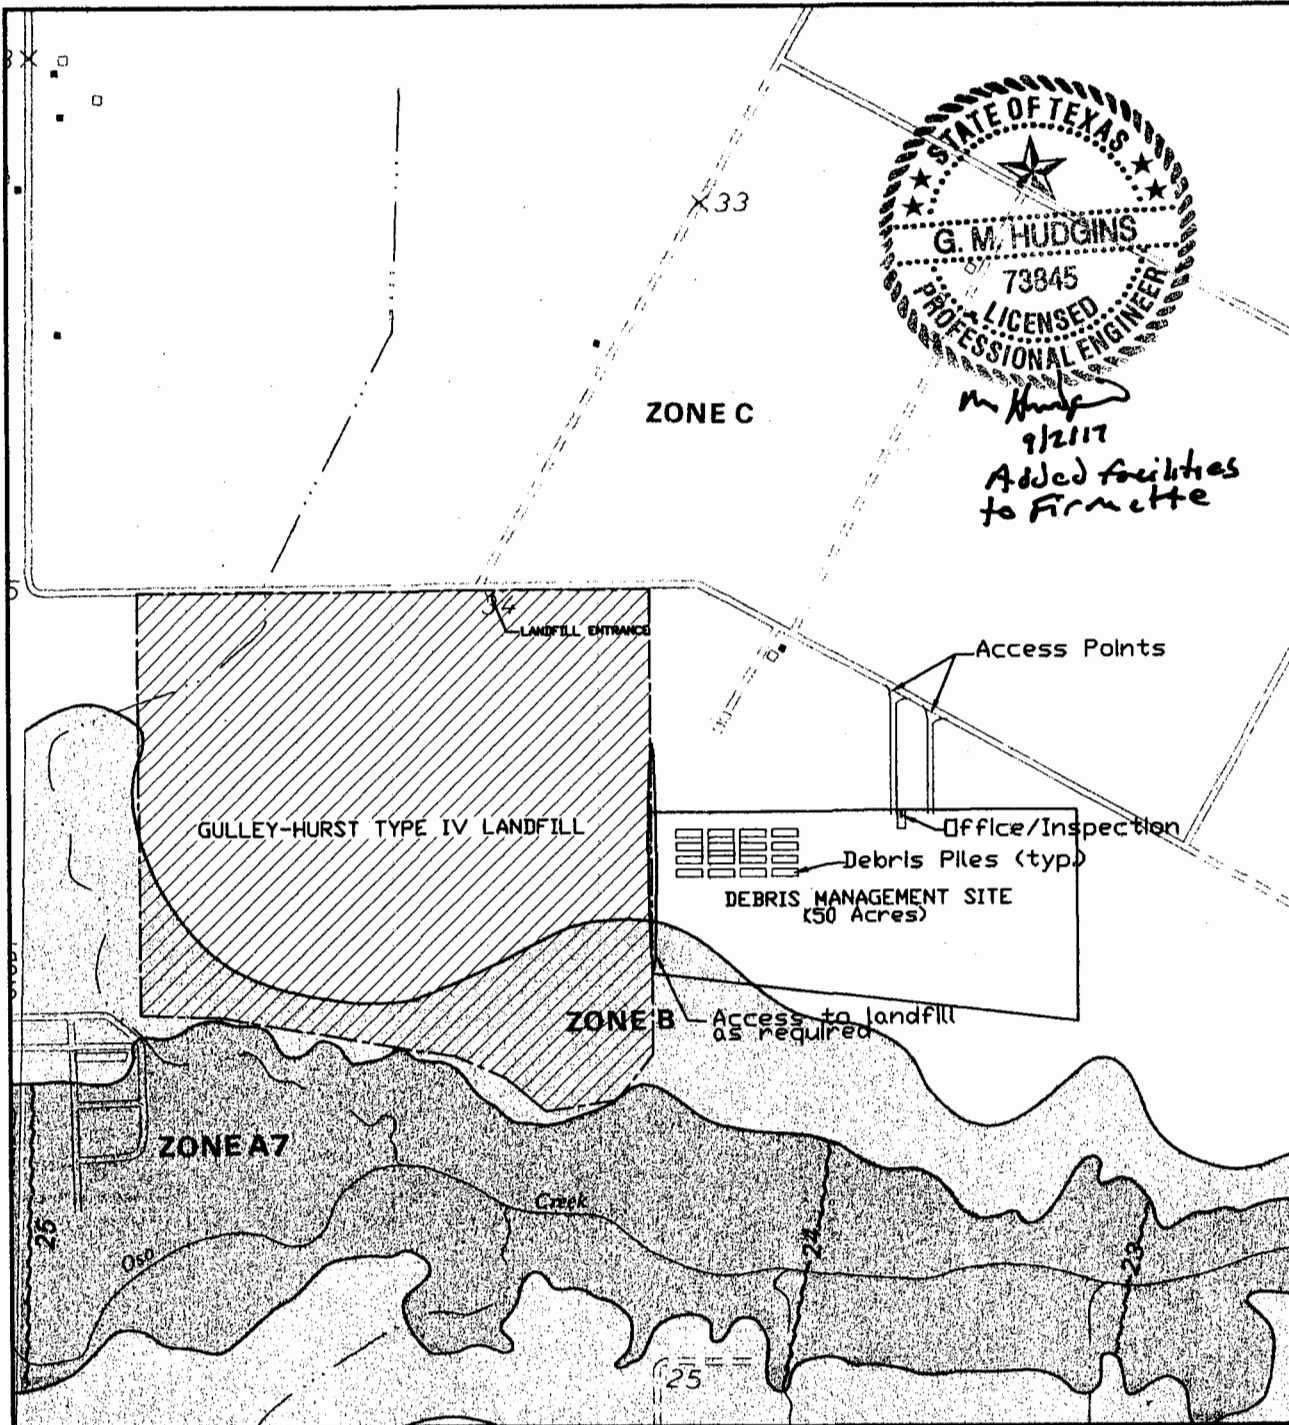 STATE OF TEXAS
G. M. HUDGINS
73845
LICENSED
PROFESSIONAL ENGINEER
33
ZONE C
9/2/17
Added facilities
to Firmette
34
LANDFILL ENTRANCE
Access Points
GULLEY-HURST TYPE IV LANDFILL
Office/Inspection
Debris Piles (typ.)
DEBRIS MANAGEMENT SITE
(50 Acres)
ZONE B
Access to landfill
as required
ZONE A7
Creek
Oso
25
24
23
25